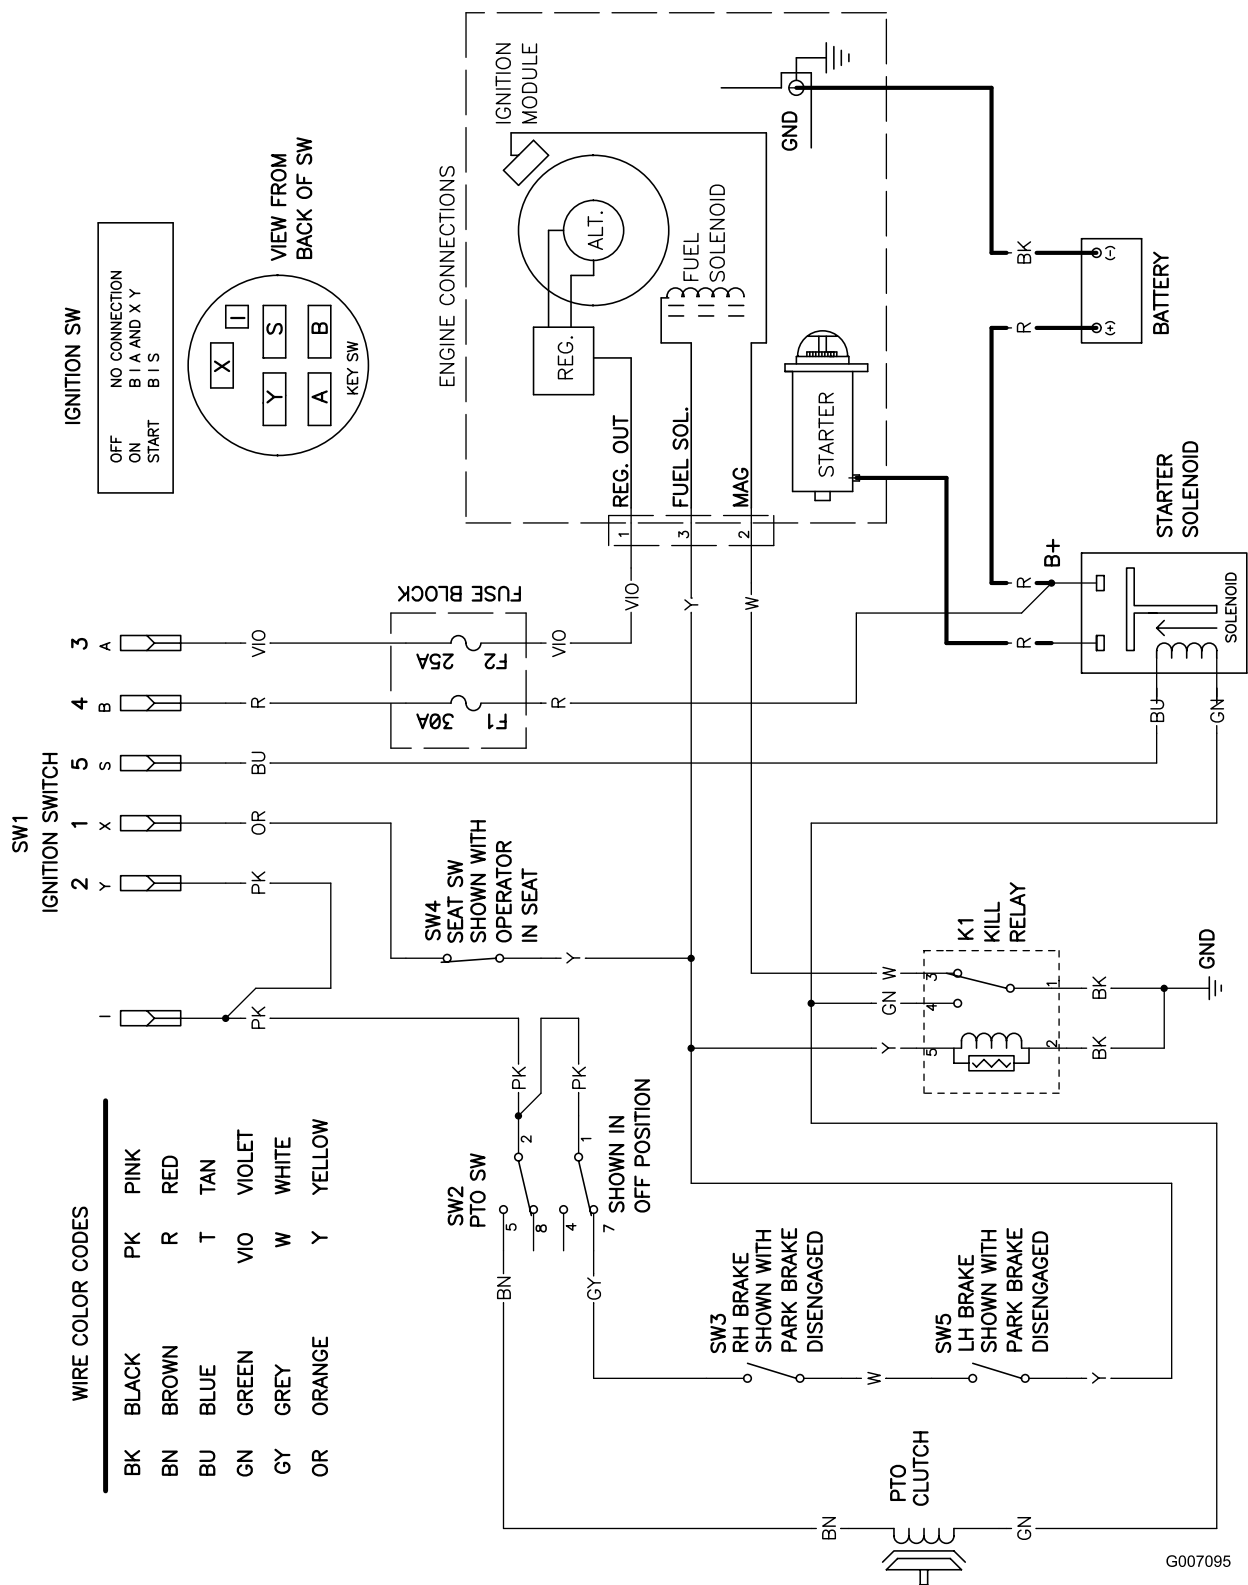 IGNITION SW
OFF NO CONNECTION
ON B I A AND X Y
START B I S
X
I
Y
S
A
B
KEY SW
VIEW FROM
BACK OF SW
ENGINE CONNECTIONS
IGNITION
MODULE
ALT.
REG.
FUEL
SOLENOID
GND
STARTER
REG. OUT
FUEL SOL.
MAG
1
3
2
BK
R
(-)
(+)
BATTERY
STARTER
SOLENOID
B+
R
R
SOLENOID
BU
GN
SW1
IGNITION SWITCH
3
A
4
B
5
S
1
X
2
Y
I
VIO
R
BU
OR
PK
PK
FUSE BLOCK
25A
F2
30A
F1
VIO
R
VIO
Y
W
SW4
SEAT SW
SHOWN WITH
OPERATOR
IN SEAT
Y
K1
KILL
RELAY
W
GN
Y
3
4
5
1
2
BK
BK
GND
PK
PK
2
1
SW2
PTO SW
5
8
4
7
SHOWN IN
OFF POSITION
BN
GY
SW3
RH BRAKE
SHOWN WITH
PARK BRAKE
DISENGAGED
W
SW5
LH BRAKE
SHOWN WITH
PARK BRAKE
DISENGAGED
Y
PTO
CLUTCH
BN
GN
WIRE COLOR CODES
BK BLACK PK PINK
BN BROWN R RED
BU BLUE T TAN
GN GREEN VIO VIOLET
GY GREY W WHITE
OR ORANGE Y YELLOW
G007095